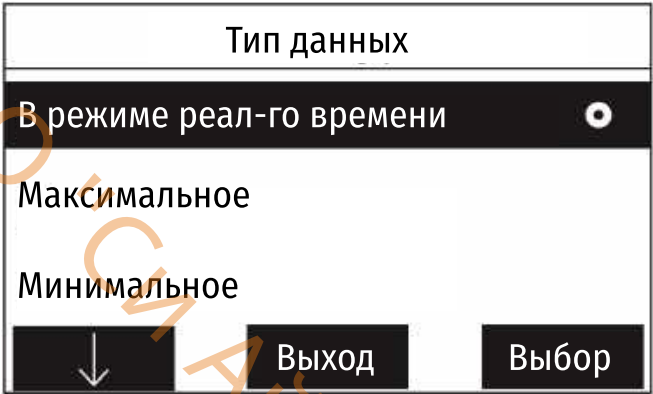 Тип данных
В режиме реал-го времени
Максимальное
Минимальное
↓ Выход Выбор